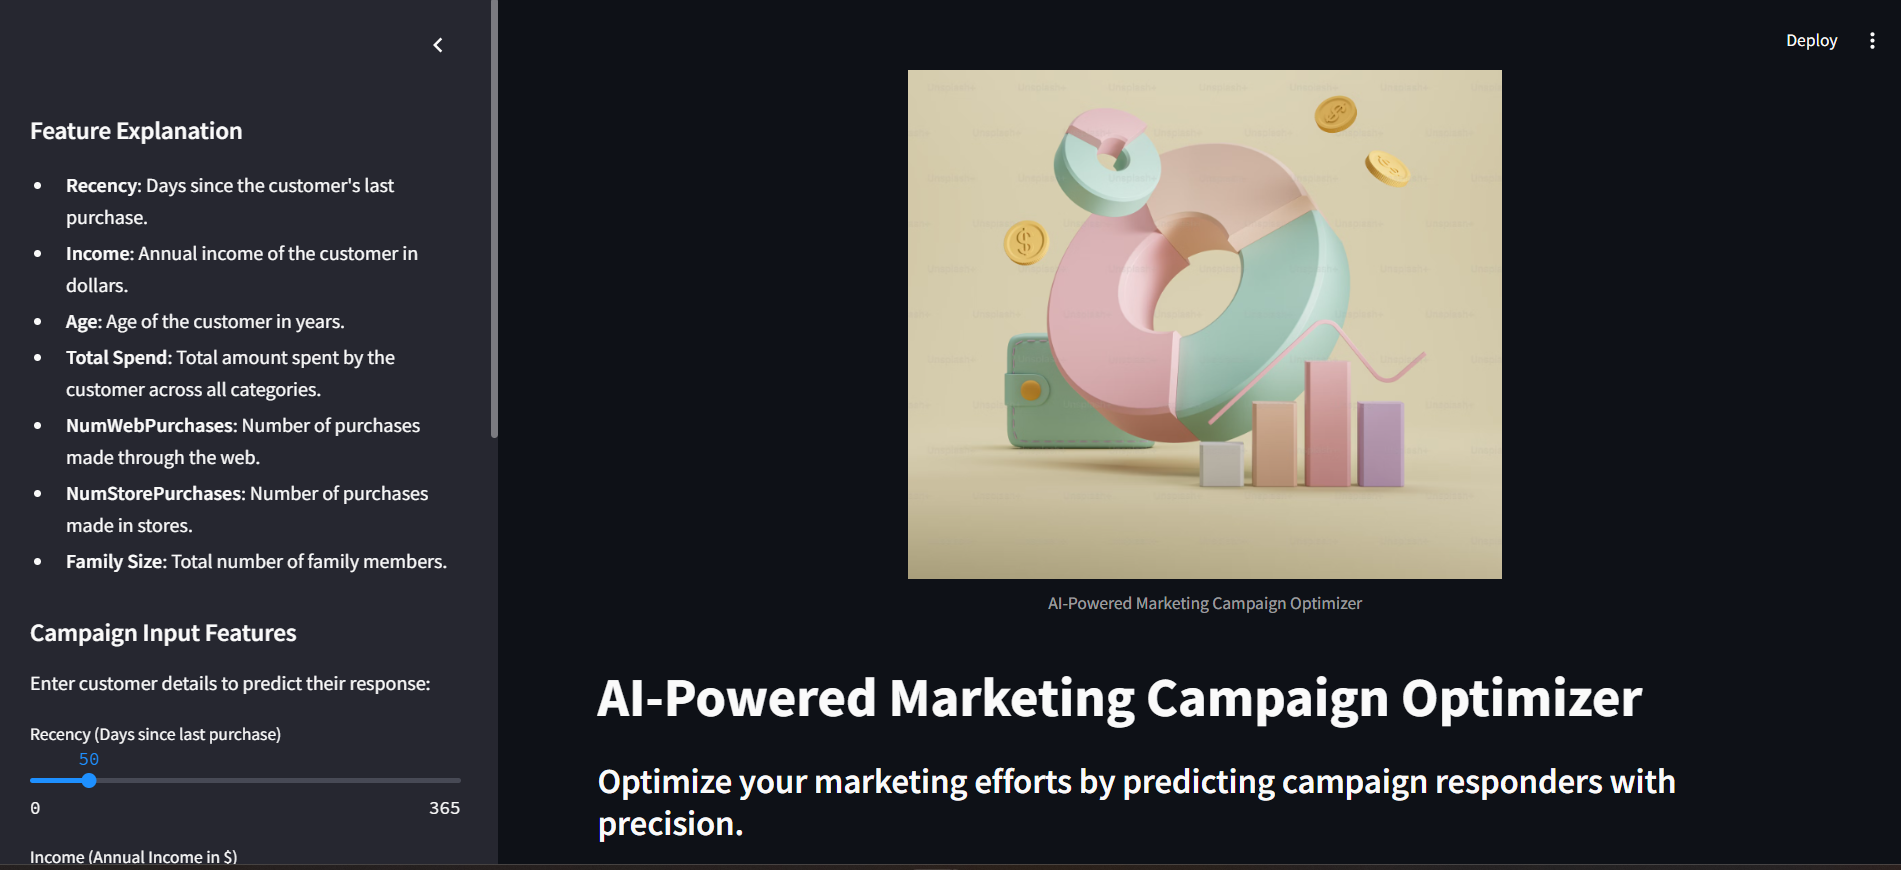 Deploy
Feature Explanation
• Recency: Days since the customer's last
purchase.
• Income: Annual income of the customer in
dollars.
• Age: Age of the customer in years.
• Total Spend: Total amount spent by the
customer across all categories.
• NumWebPurchases: Number of purchases
made through the web.
• NumStorePurchases: Number of purchases
made in stores.
• Family Size: Total number of family members.
Campaign Input Features
Enter customer details to predict their response:
Recency (Days since last purchase)
50
0 365
Income (Annual Income in $)
AI-Powered Marketing Campaign Optimizer
AI-Powered Marketing Campaign Optimizer
Optimize your marketing efforts by predicting campaign responders with
precision.